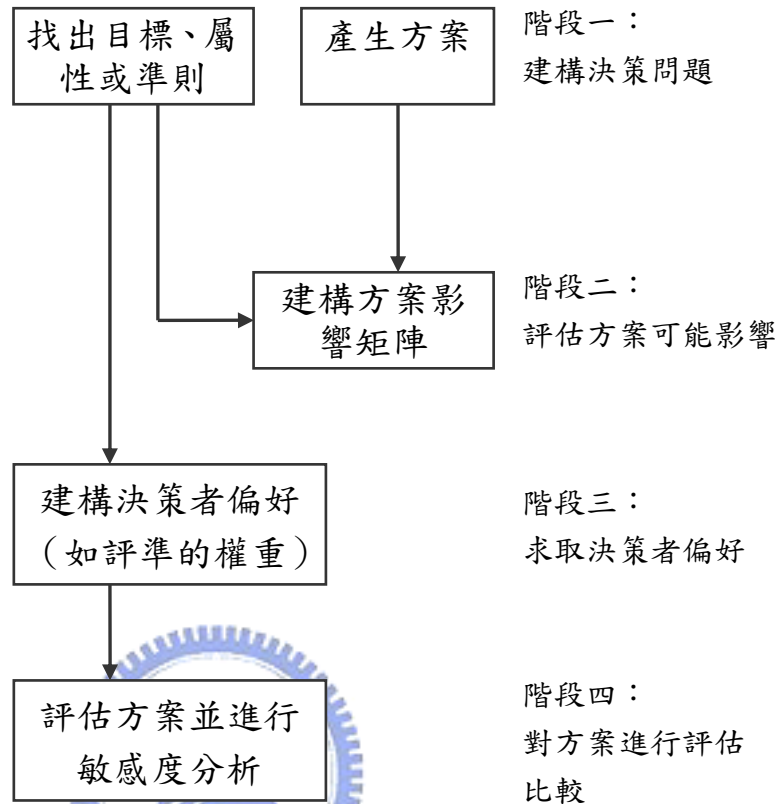 找出目標、屬
性或準則
產生方案
階段一：
建構決策問題
建構方案影
響矩陣
階段二：
評估方案可能影響
建構決策者偏好
（如評準的權重）
階段三：
求取決策者偏好
評估方案並進行
敏感度分析
階段四：
對方案進行評估
比較